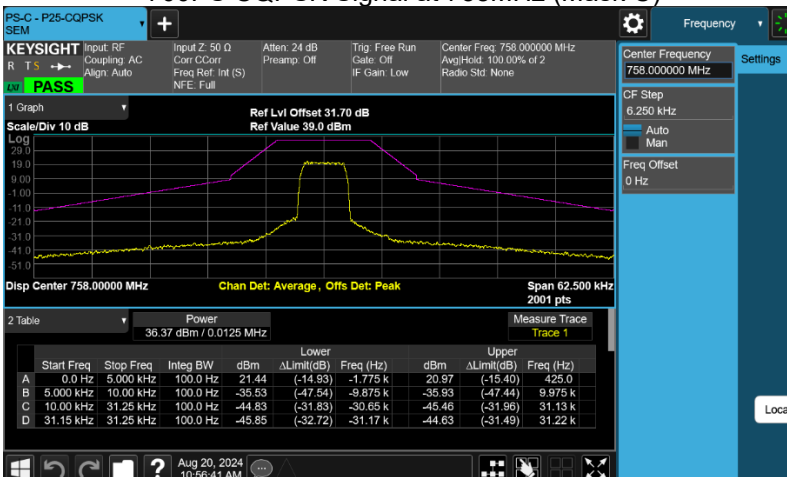 PS-C - P25-CQPSK
SEM
Frequency
KEYSIGHT
R T S
LXI PASS
Input: RF
Coupling: AC
Align: Auto
Input Z: 50 Ω
Corr CCorr
Freq Ref: Int (S)
NFE: Full
Atten: 24 dB
Preamp: Off
Trig: Free Run
Gate: Off
IF Gain: Low
Center Freq: 758.000000 MHz
Avg|Hold: 100.00% of 2
Radio Std: None
Center Frequency
758.000000 MHz
Settings
CF Step
6.250 kHz
Auto
Man
Freq Offset
0 Hz
1 Graph
Scale/Div 10 dB
Ref Lvl Offset 31.70 dB
Ref Value 39.0 dBm
Log
29.0
19.0
9.00
-1.00
-11.0
-21.0
-31.0
-41.0
-51.0
Disp Center 758.00000 MHz
Chan Det: Average, Offs Det: Peak
Span 62.500 kHz
2001 pts
2 Table
Power
36.37 dBm / 0.0125 MHz
Measure Trace
Trace 1
Lower Upper
Start Freq Stop Freq Integ BW dBm ΔLimit(dB) Freq (Hz) dBm ΔLimit(dB) Freq (Hz)
A 0.0 Hz 5.000 kHz 100.0 Hz 21.44 (-14.93) -1.775 k 20.97 (-15.40) 425.0
B 5.000 kHz 10.00 kHz 100.0 Hz -35.53 (-47.54) -9.875 k -35.93 (-47.44) 9.975 k
C 10.00 kHz 31.25 kHz 100.0 Hz -44.83 (-31.83) -30.65 k -45.46 (-31.96) 31.13 k
D 31.15 kHz 31.25 kHz 100.0 Hz -45.85 (-32.72) -31.17 k -44.63 (-31.49) 31.22 k
Loca
?
Aug 20, 2024
10:56:41 AM